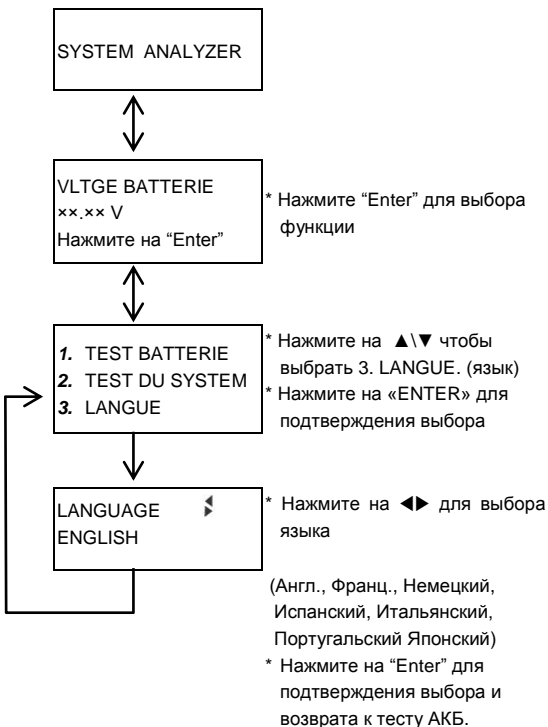 SYSTEM ANALYZER
VLTGE BATTERIE
××.×× V
Нажмите на “Enter”
* Нажмите “Enter” для выбора
функции
1. TEST BATTERIE
2. TEST DU SYSTEM
3. LANGUE
* Нажмите на ▲\▼ чтобы
выбрать 3. LANGUE. (язык)
* Нажмите на «ENTER» для
подтверждения выбора
LANGUAGE
ENGLISH
* Нажмите на ◀▶ для выбора
языка
(Англ., Франц., Немецкий,
Испанский, Итальянский,
Португальский Японский)
* Нажмите на “Enter” для
подтверждения выбора и
возврата к тесту АКБ.